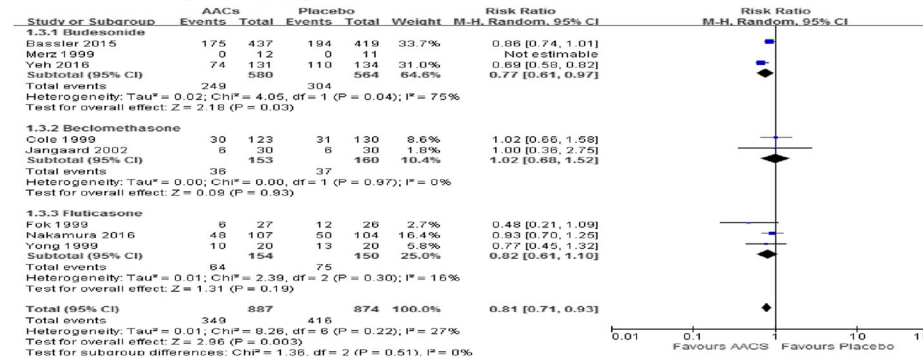 AACs Placebo Risk Ratio Risk Ratio
Study or Subgroup Events Total Events Total Weight M-H. Random. 95% CI M-H. Random. 95% CI
1.3.1 Budesonide
Bassler 2015 175 437 194 419 33.7% 0.86 [0.74, 1.01]
Merz 1999 0 12 0 11 Not estimable
Yeh 2016 74 131 110 134 31.0% 0.69 [0.58, 0.82]
Subtotal (95% CI) 580 564 64.6% 0.77 [0.61, 0.97]
Total events 249 304
Heterogeneity: Tau² = 0.02; Chi² = 4.05, df = 1 (P = 0.04); I² = 75%
Test for overall effect: Z = 2.18 (P = 0.03)
1.3.2 Beclomethasone
Cole 1999 30 123 31 130 8.6% 1.02 [0.66, 1.58]
Jangaard 2002 6 30 6 30 1.8% 1.00 [0.36, 2.75]
Subtotal (95% CI) 153 160 10.4% 1.02 [0.68, 1.52]
Total events 36 37
Heterogeneity: Tau² = 0.00; Chi² = 0.00, df = 1 (P = 0.97); I² = 0%
Test for overall effect: Z = 0.09 (P = 0.93)
1.3.3 Fluticasone
Fok 1999 6 27 12 26 2.7% 0.48 [0.21, 1.09]
Nakamura 2016 48 107 50 104 16.4% 0.93 [0.70, 1.25]
Yong 1999 10 20 13 20 5.8% 0.77 [0.45, 1.32]
Subtotal (95% CI) 154 150 25.0% 0.82 [0.61, 1.10]
Total events 64 75
Heterogeneity: Tau² = 0.01; Chi² = 2.39, df = 2 (P = 0.30); I² = 16%
Test for overall effect: Z = 1.31 (P = 0.19)
Total (95% CI) 887 874 100.0% 0.81 [0.71, 0.93]
Total events 349 416
Heterogeneity: Tau² = 0.01; Chi² = 8.26, df = 6 (P = 0.22); I² = 27%
Test for overall effect: Z = 2.96 (P = 0.003)
Test for subgroup differences: Chi² = 1.36. df = 2 (P = 0.51). I² = 0%
0.01 0.1 1 10 100
Favours AACS Favours Placebo